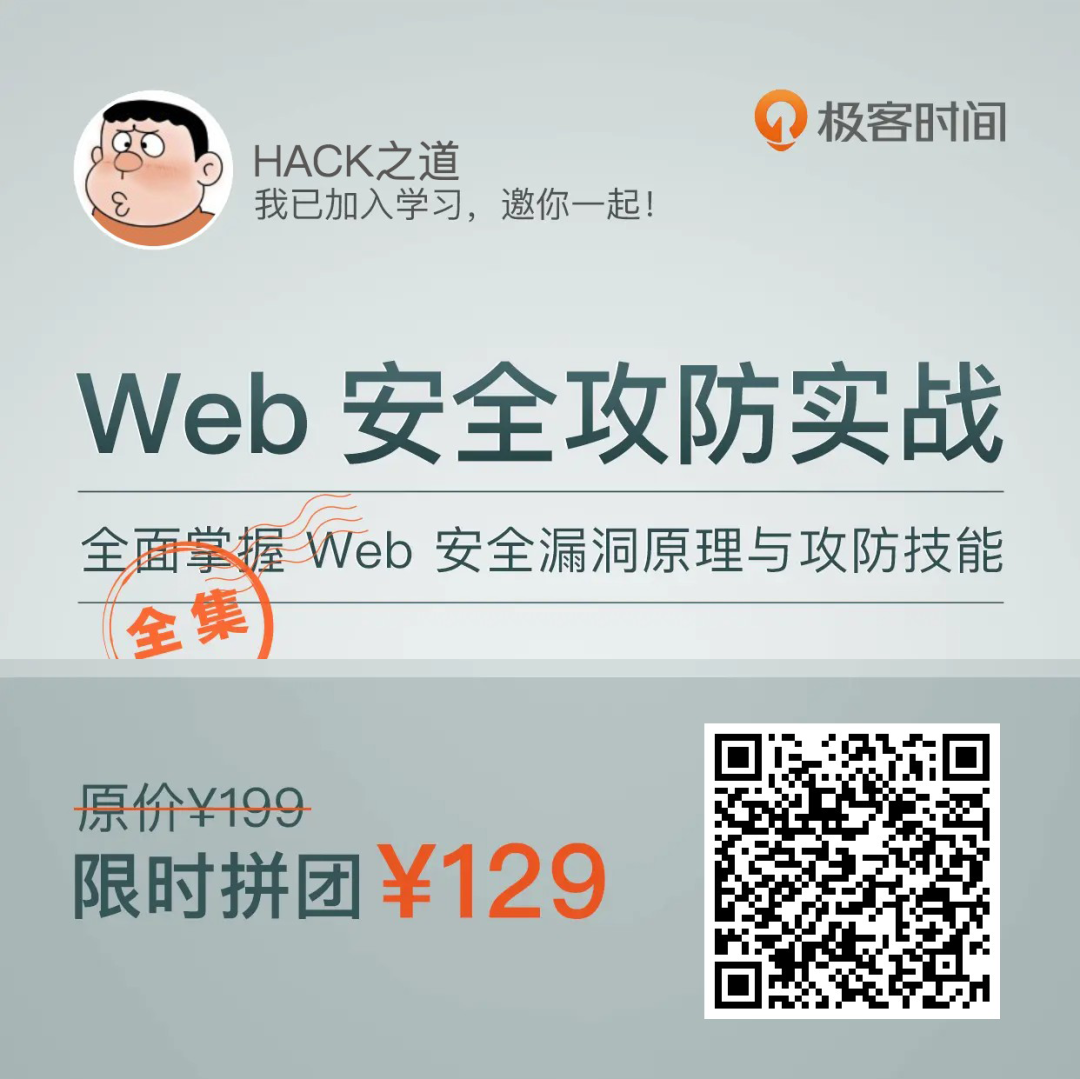 极客时间
HACK之道
我已加入学习，邀你一起！
Web 安全攻防实战
全面掌握 Web 安全漏洞原理与攻防技能
全集
原价¥199
限时拼团 ¥129